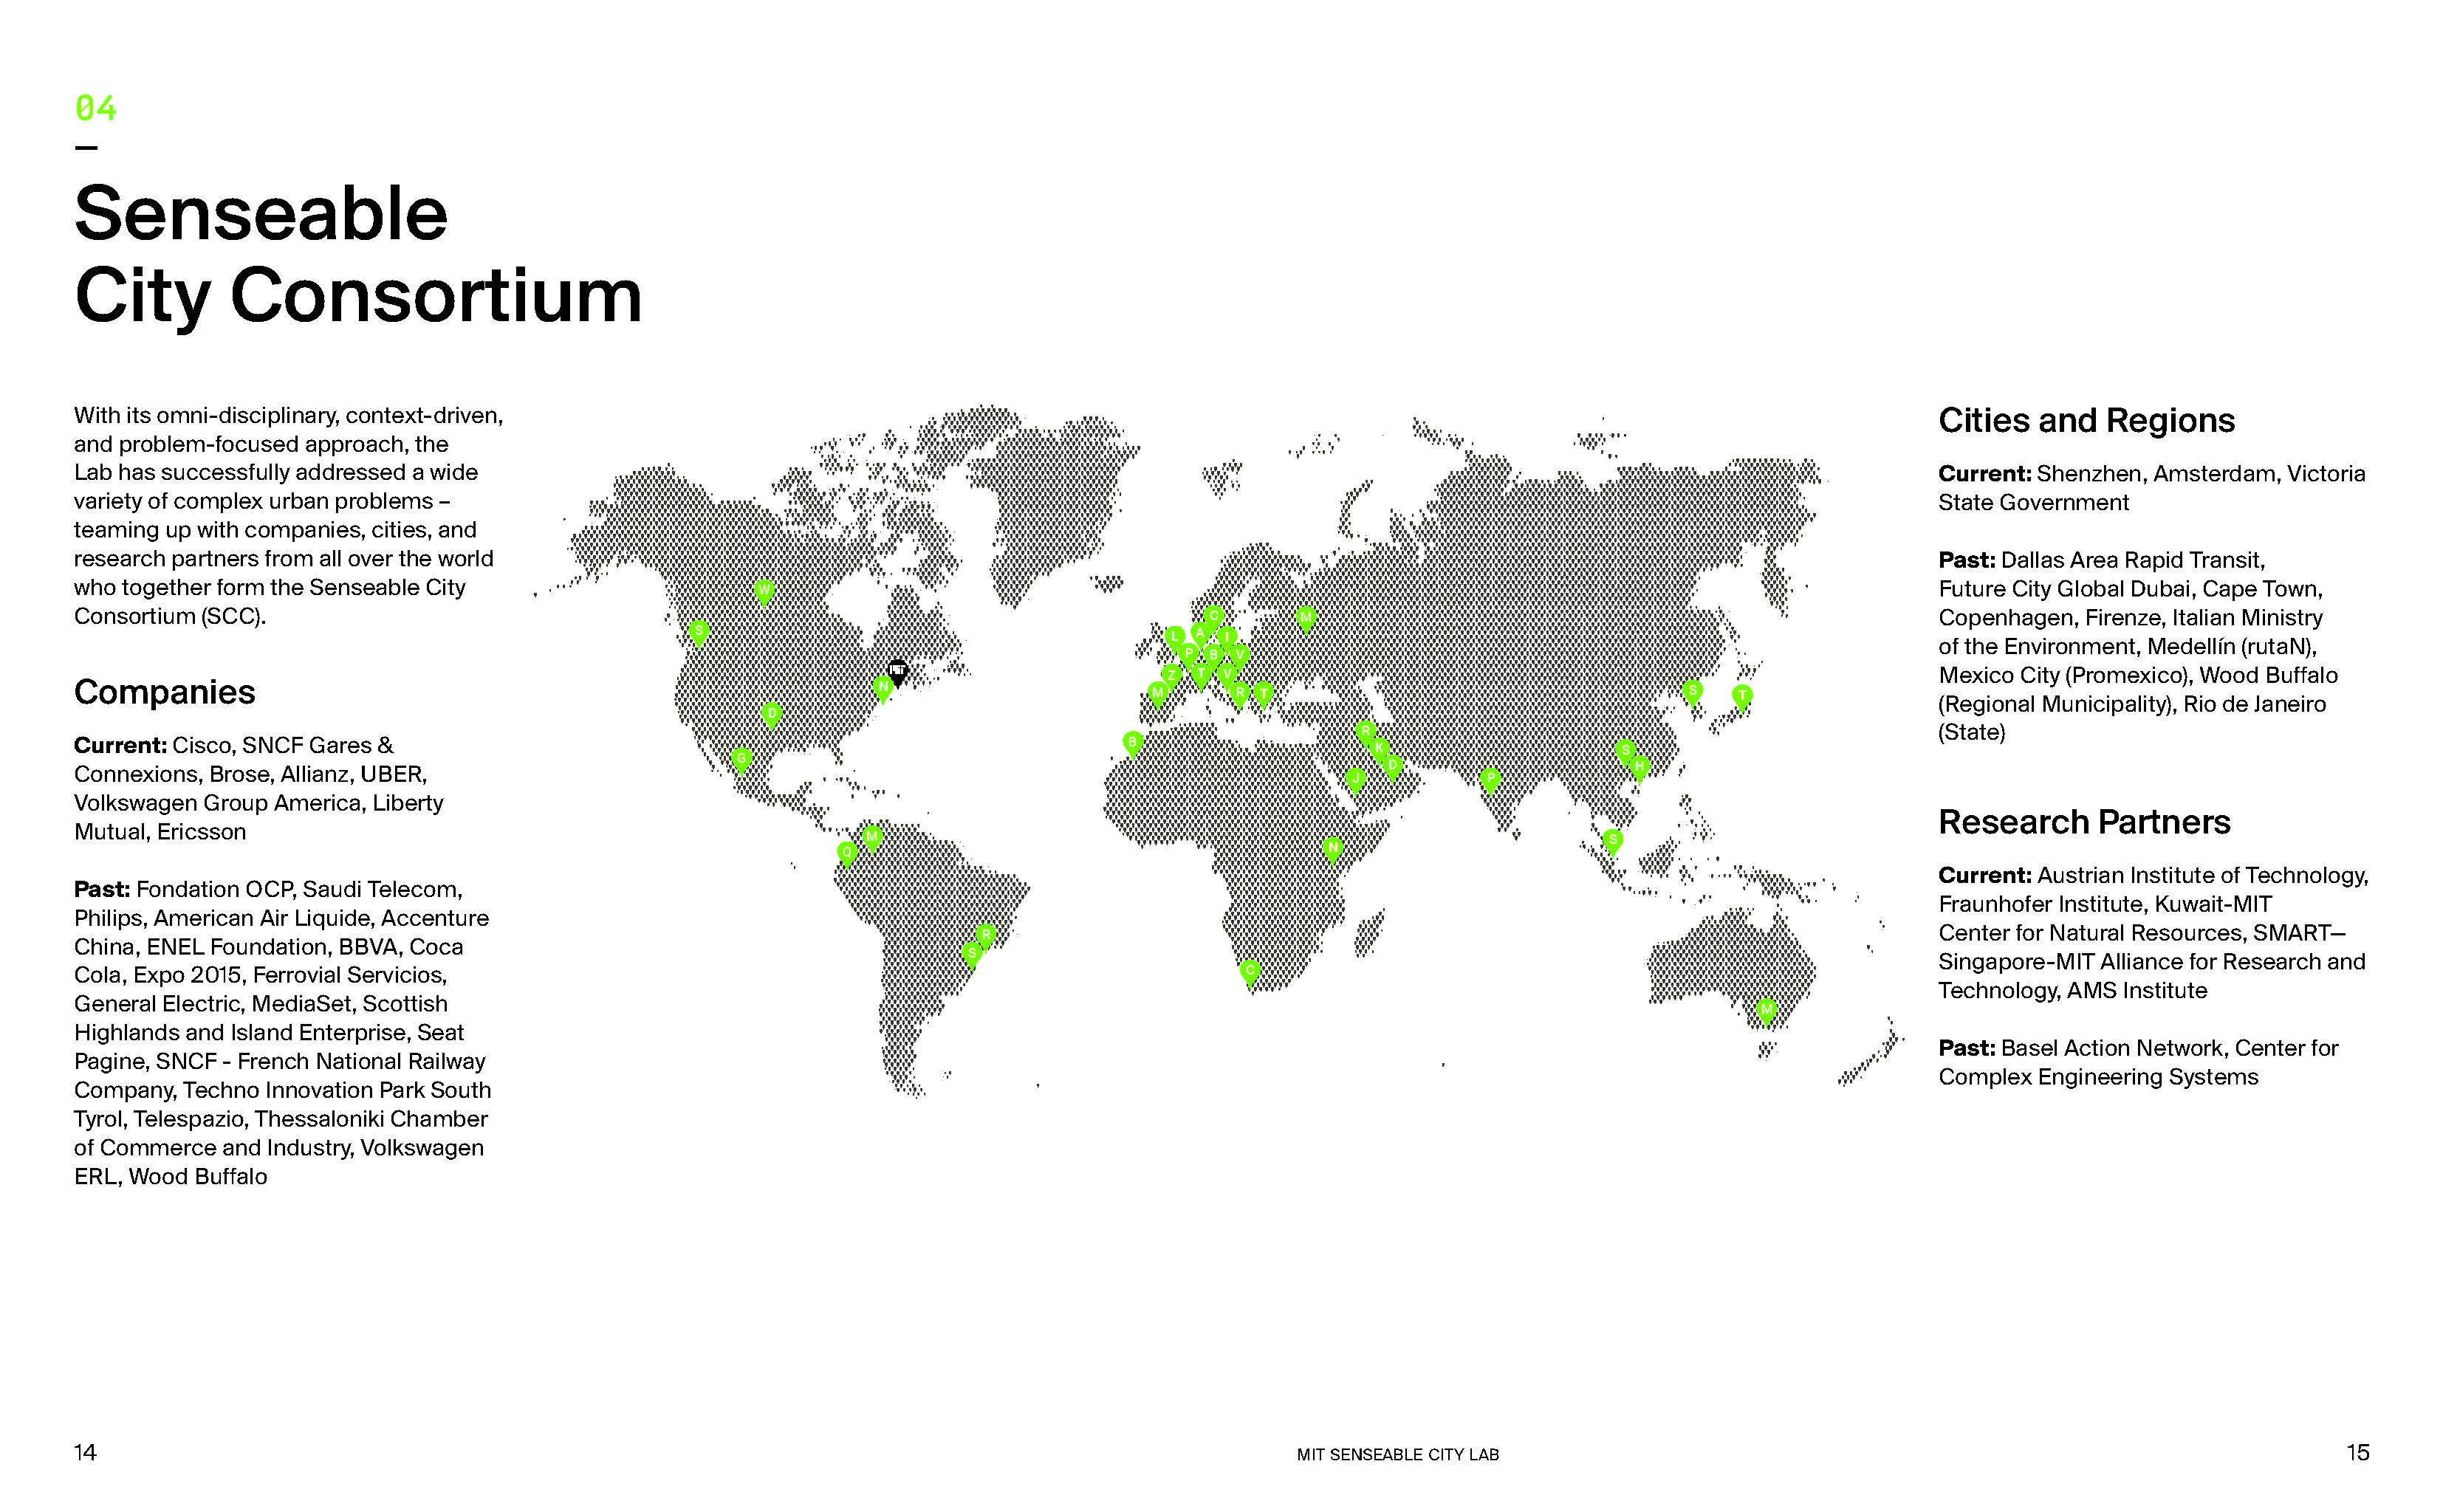 04
—
Senseable
City Consortium
With its omni-disciplinary, context-driven,
and problem-focused approach, the
Lab has successfully addressed a wide
variety of complex urban problems –
teaming up with companies, cities, and
research partners from all over the world
who together form the Senseable City
Consortium (SCC).
Companies
Current: Cisco, SNCF Gares &
Connexions, Brose, Allianz, UBER,
Volkswagen Group America, Liberty
Mutual, Ericsson
Past: Fondation OCP, Saudi Telecom,
Philips, American Air Liquide, Accenture
China, ENEL Foundation, BBVA, Coca
Cola, Expo 2015, Ferrovial Servicios,
General Electric, MediaSet, Scottish
Highlands and Island Enterprise, Seat
Pagine, SNCF - French National Railway
Company, Techno Innovation Park South
Tyrol, Telespazio, Thessaloniki Chamber
of Commerce and Industry, Volkswagen
ERL, Wood Buffalo
W
S
N
D
G
M
Q
R
S
C
M
L
A
I
P
B
V
Z
T
V
M
R
T
B
R
K
D
J
P
N
C
S
T
S
H
S
M
Cities and Regions
Current: Shenzhen, Amsterdam, Victoria
State Government
Past: Dallas Area Rapid Transit,
Future City Global Dubai, Cape Town,
Copenhagen, Firenze, Italian Ministry
of the Environment, Medellín (rutaN),
Mexico City (Promexico), Wood Buffalo
(Regional Municipality), Rio de Janeiro
(State)
Research Partners
Current: Austrian Institute of Technology,
Fraunhofer Institute, Kuwait-MIT
Center for Natural Resources, SMART—
Singapore-MIT Alliance for Research and
Technology, AMS Institute
Past: Basel Action Network, Center for
Complex Engineering Systems
14
MIT SENSEABLE CITY LAB
15